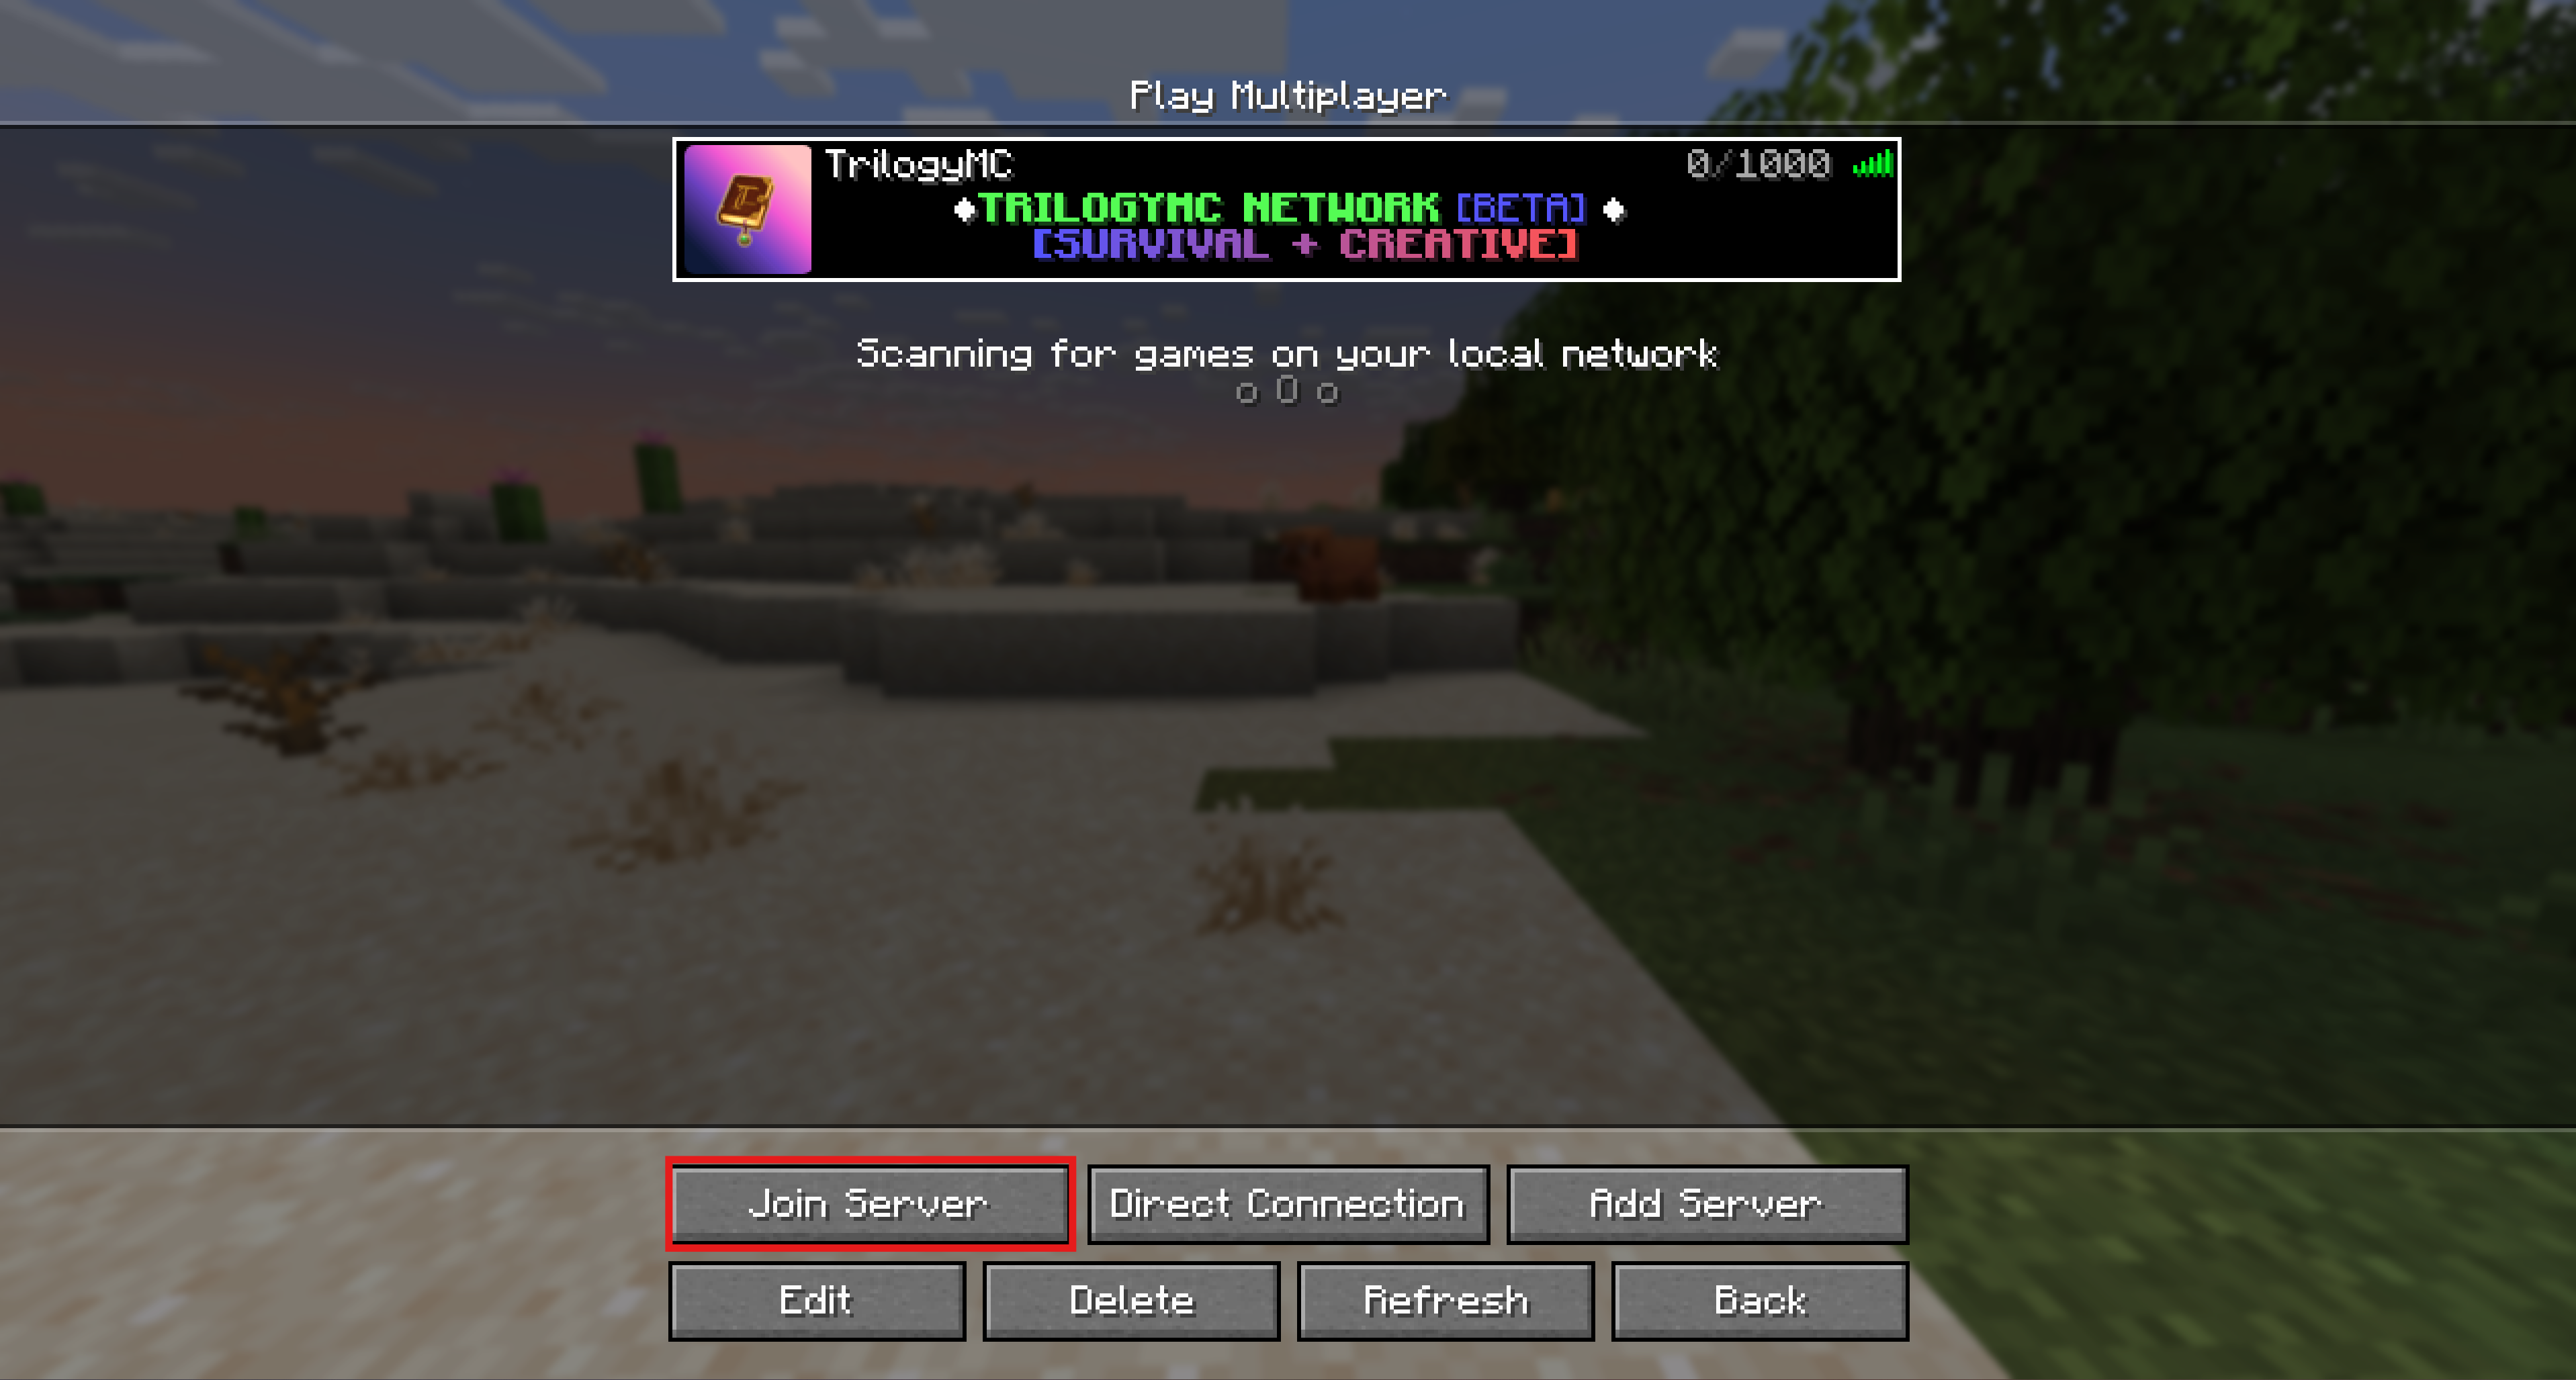 Play Multiplayer
TrilogyMC 0/1000
◆TRILOGYMC NETWORK [BETA] ◆
[SURVIVAL + CREATIVE]
Scanning for games on your local network
o O o
Join Server Direct Connection Add Server
Edit Delete Refresh Back